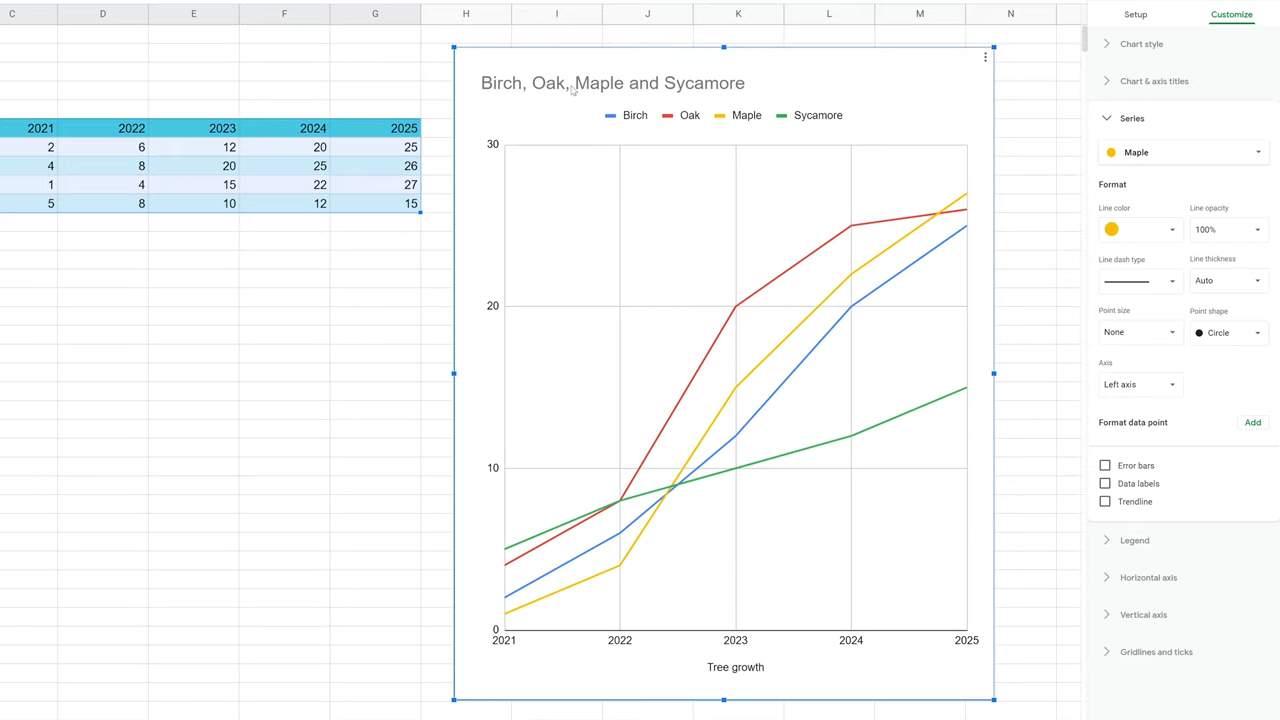 C D E F G H I J K L M N
2021 2022 2023 2024 2025
2 6 12 20 25
4 8 20 25 26
1 4 15 22 27
5 8 10 12 15
Birch, Oak, Maple and Sycamore
Birch Oak Maple Sycamore
30
20
10
0
2021 2022 2023 2024 2025
Tree growth
Setup Customize
Chart style
Chart & axis titles
Series
Maple
Format
Line color Line opacity
100%
Line dash type Line thickness
Auto
Point size Point shape
None Circle
Axis
Left axis
Format data point Add
Error bars
Data labels
Trendline
Legend
Horizontal axis
Vertical axis
Gridlines and ticks